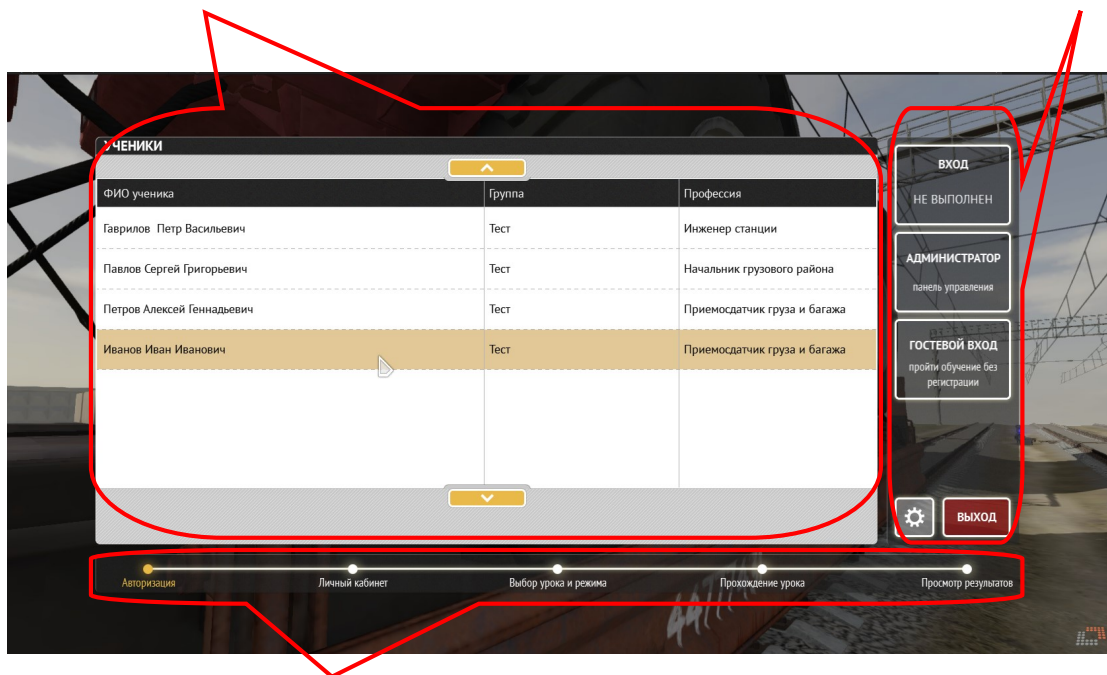 УЧЕНИКИ
ФИО ученика Группа Профессия
Гаврилов Петр Васильевич Тест Инженер станции
Павлов Сергей Григорьевич Тест Начальник грузового района
Петров Алексей Геннадьевич Тест Приемосдатчик груза и багажа
Иванов Иван Иванович Тест Приемосдатчик груза и багажа
ВХОД
НЕ ВЫПОЛНЕН
АДМИНИСТРАТОР
панель управления
ГОСТЕВОЙ ВХОД
пройти обучение без
регистрации
ВЫХОД
Авторизация Личный кабинет Выбор урока и режима Прохождение урока Просмотр результатов